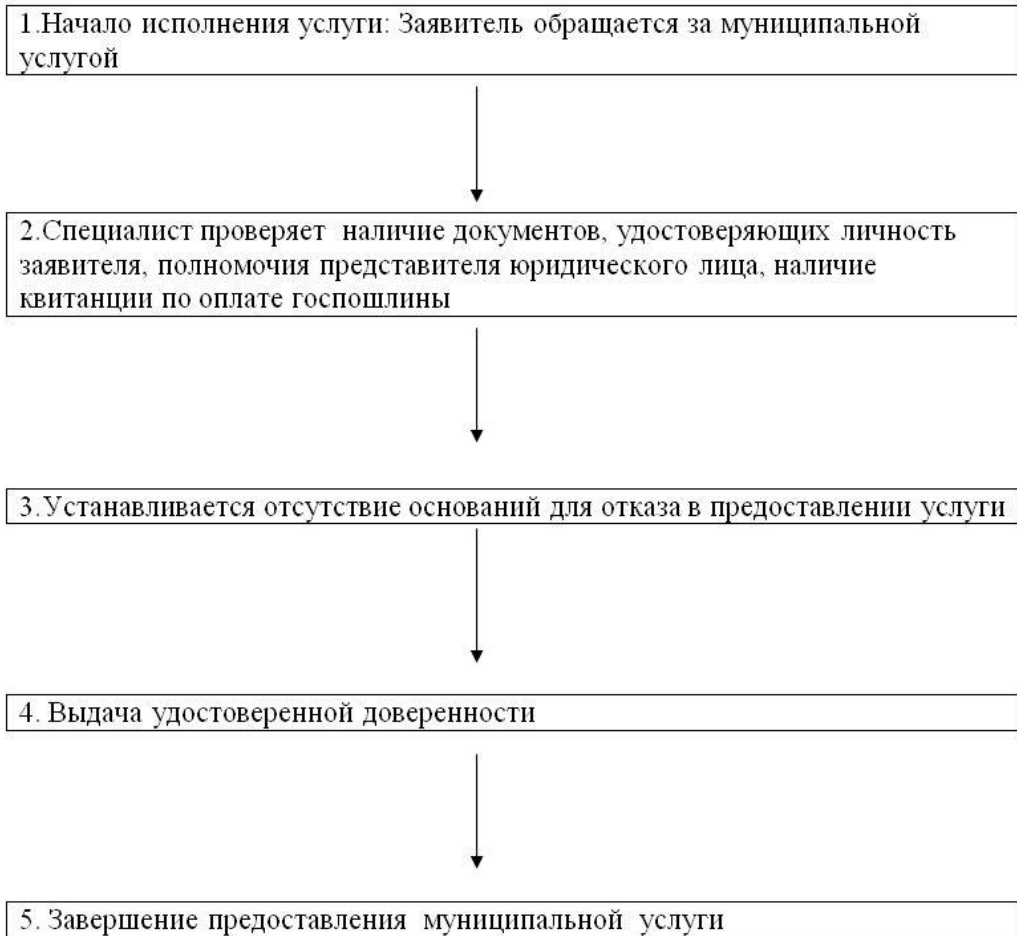 1.Начало исполнения услуги: Заявитель обращается за муниципальной
услугой
2.Специалист проверяет наличие документов, удостоверяющих личность
заявителя, полномочия представителя юридического лица, наличие
квитанции по оплате госпошлины
3.Устанавливается отсутствие оснований для отказа в предоставлении услуги
4. Выдача удостоверенной доверенности
5. Завершение предоставления муниципальной услуги